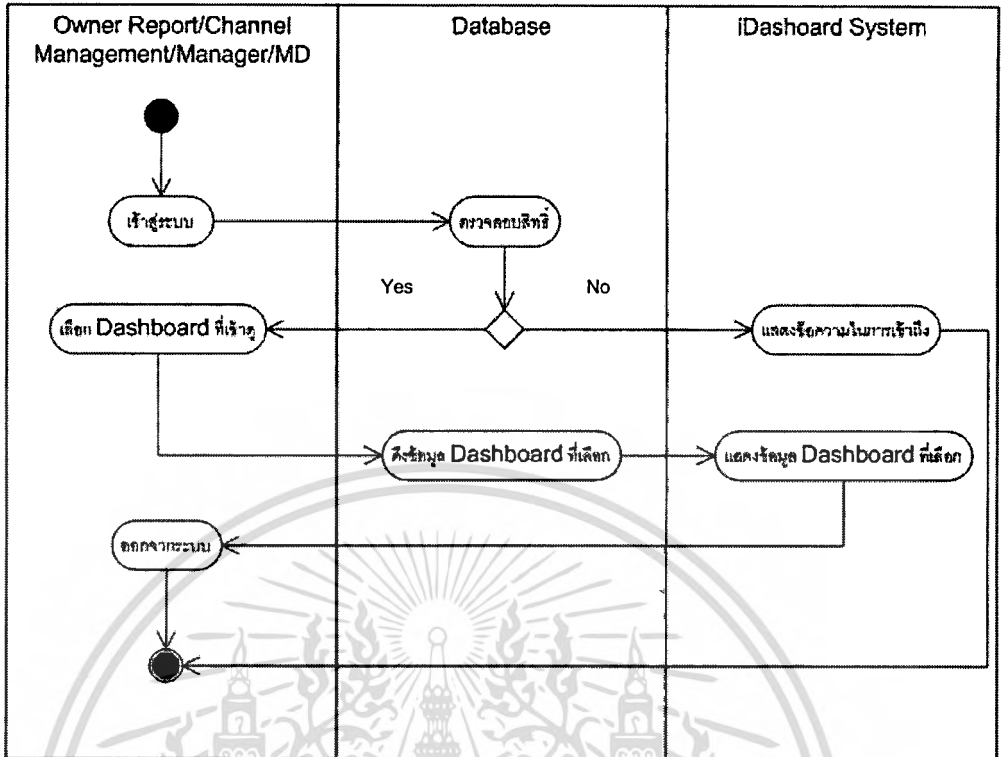 Owner Report/Channel
Management/Manager/MD
Database
iDashoard System
เข้าสู่ระบบ
ตรวจสอบสิทธิ์
Yes
No
เลือก Dashboard ที่เข้าดู
แสดงข้อความในการเข้าถึง
ดึงข้อมูล Dashboard ที่เลือก
แสดงข้อมูล Dashboard ที่เลือก
ออกจากระบบ